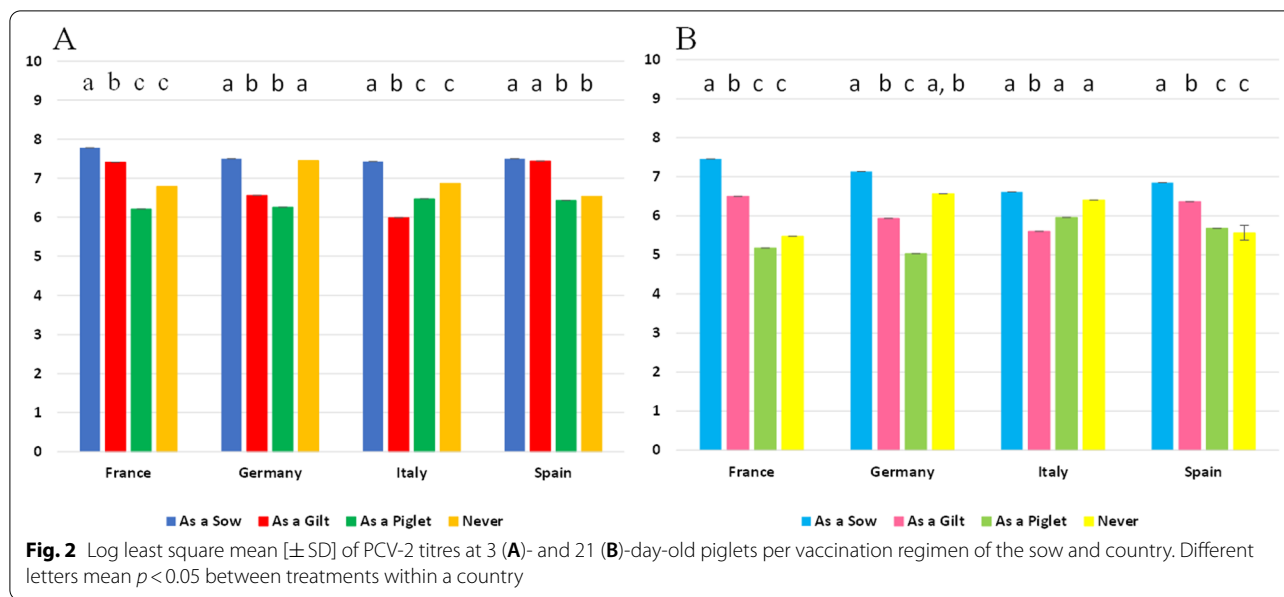 A
10
9
8
7
6
5
4
3
2
1
0
a b c c
a b b a
a b c c
a a b b
France Germany Italy Spain
As a Sow As a Gilt As a Piglet Never
B
10
9
8
7
6
5
4
3
2
1
0
a b c c
a b c a, b
a b a a
a b c c
France Germany Italy Spain
As a Sow As a Gilt As a Piglet Never
Fig. 2 Log least square mean [±SD] of PCV-2 titres at 3 (A)- and 21 (B)-day-old piglets per vaccination regimen of the sow and country. Different
letters mean p < 0.05 between treatments within a country